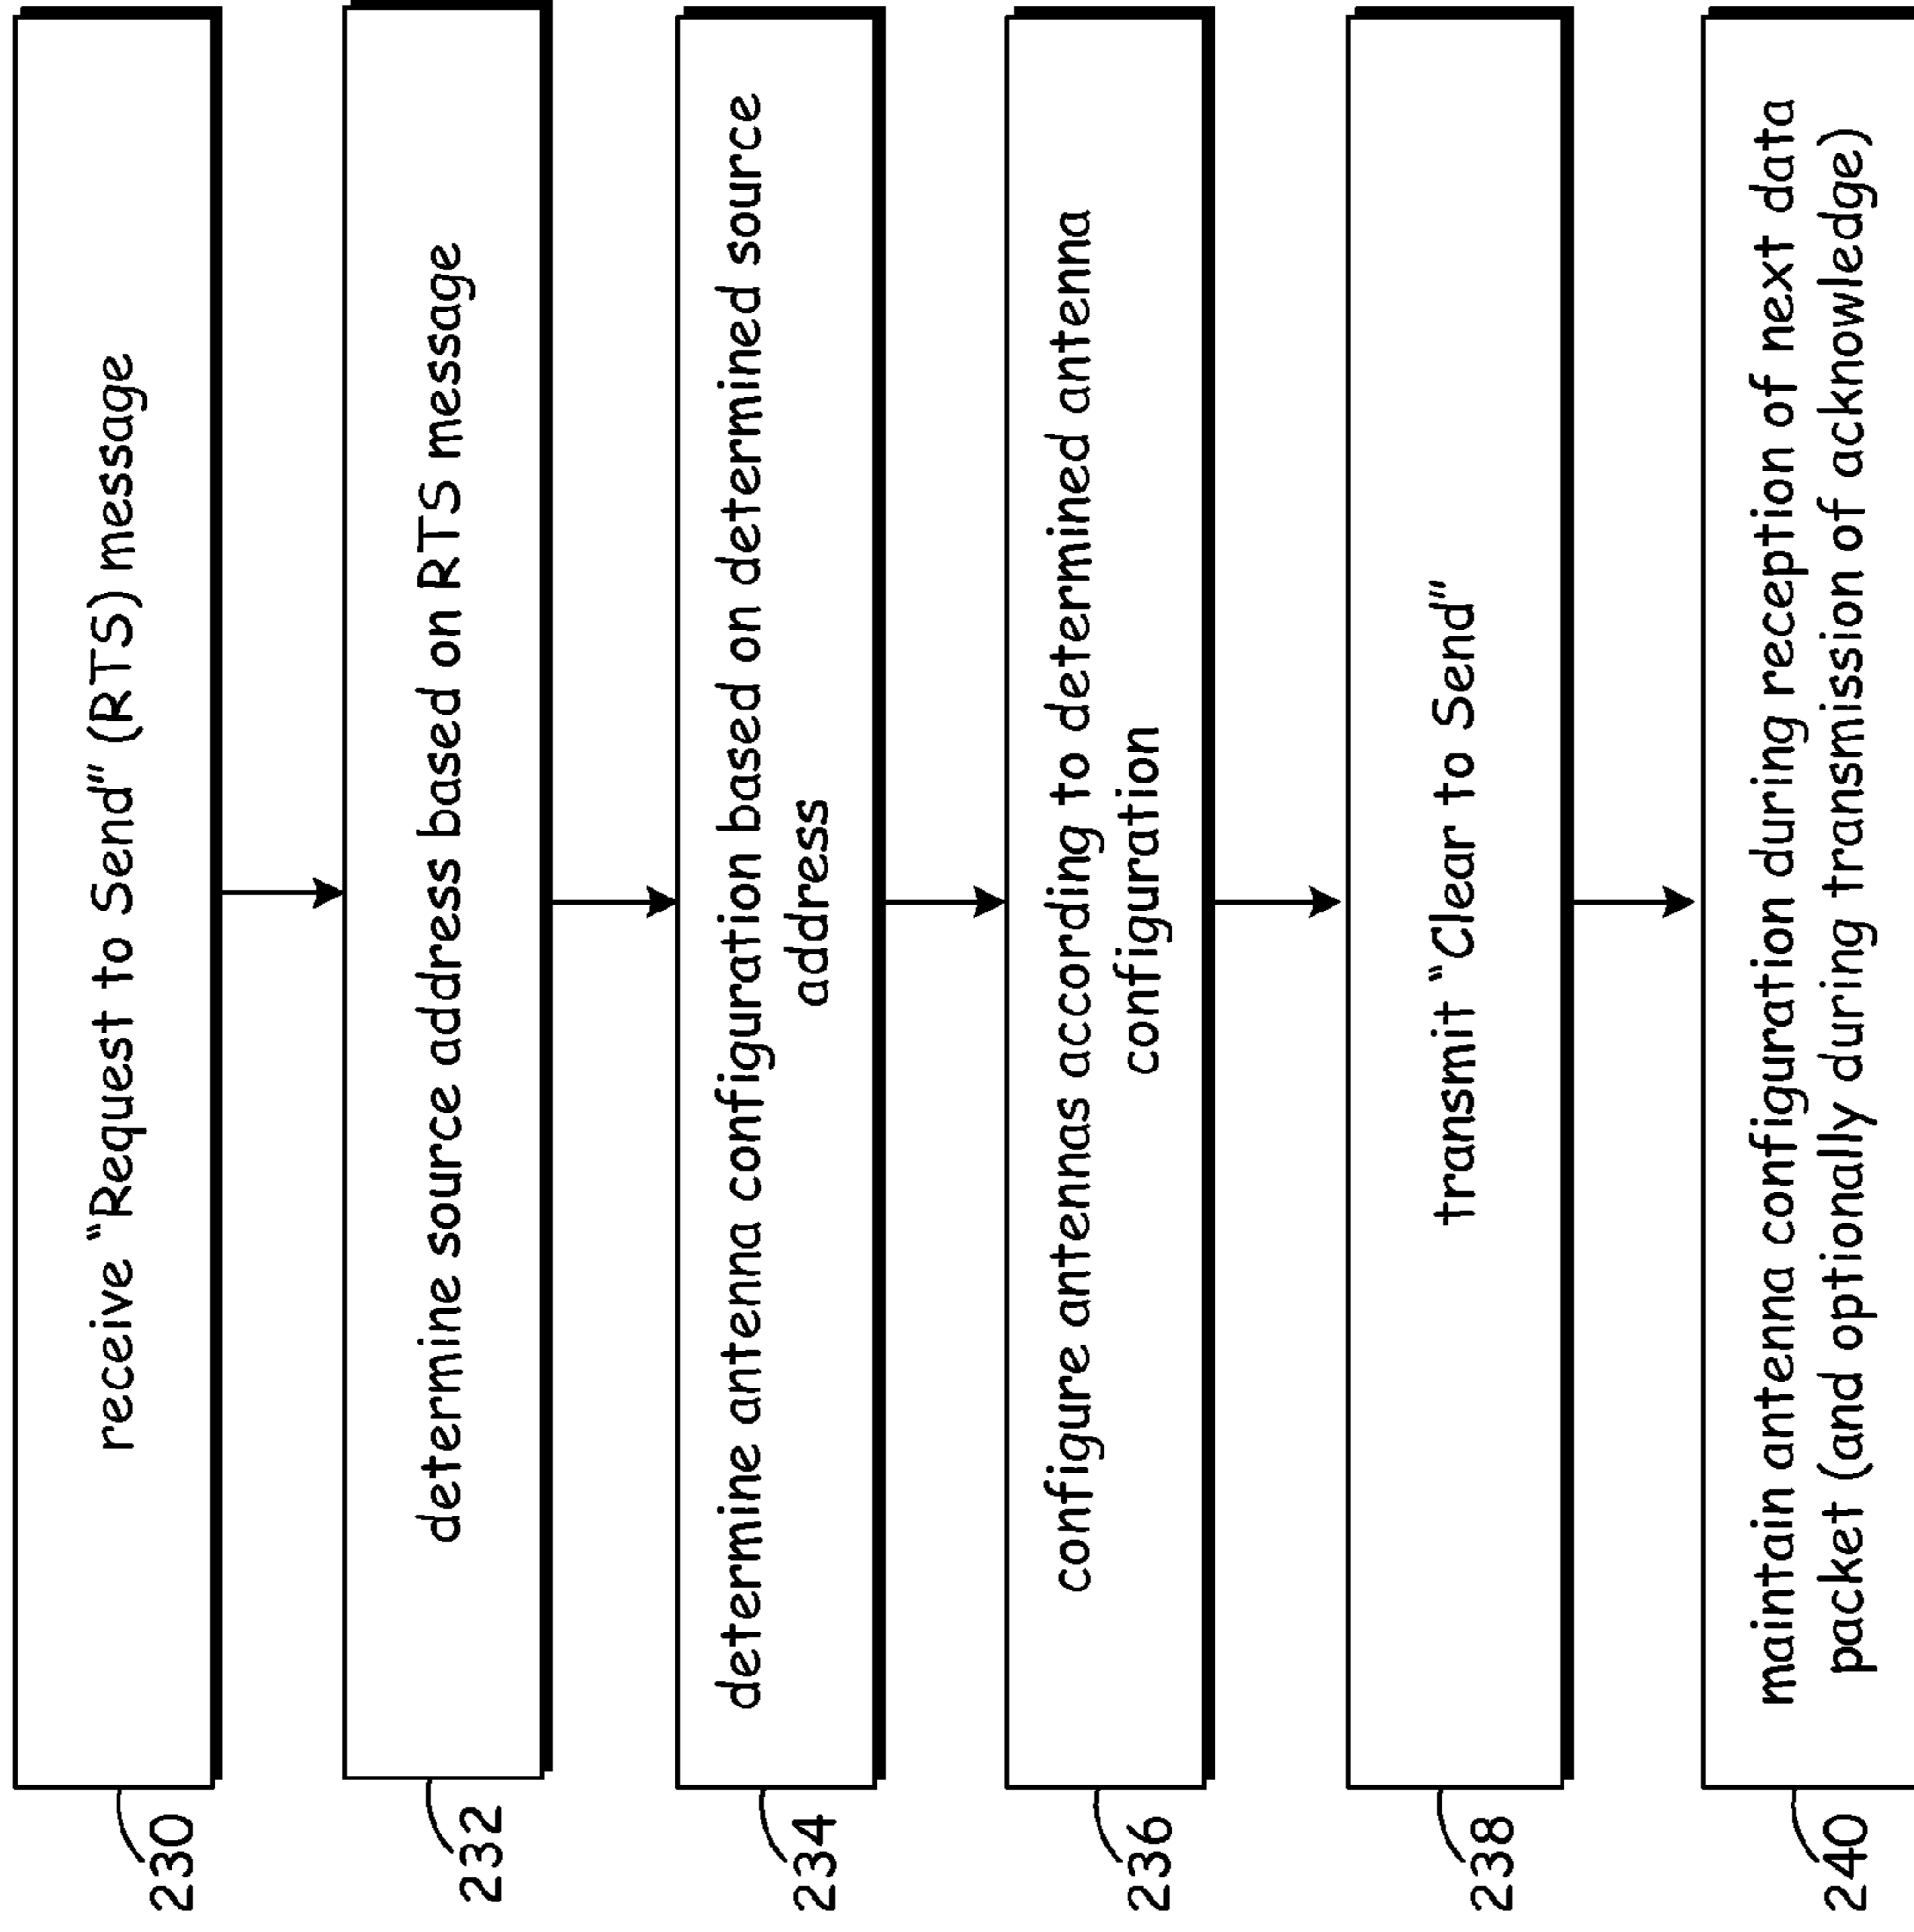 230
receive "Request to Send" (RTS) message
232
determine source address based on RTS message
234
determine antenna configuration based on determined source
address
236
configure antennas according to determined antenna
configuration
238
transmit "Clear to Send"
240
maintain antenna configuration during reception of next data
packet (and optionally during transmission of acknowledge)